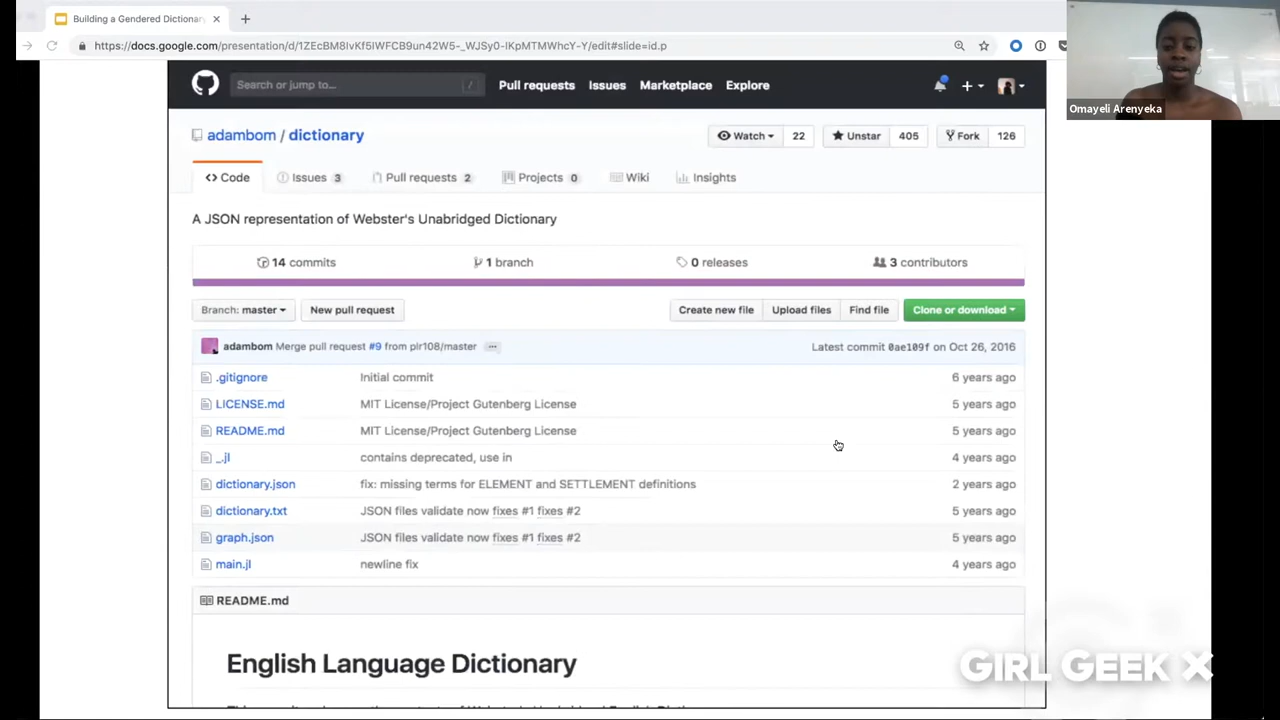 Building a Gendered Dictionary
https://docs.google.com/presentation/d/1ZEcBM8IvKf5IWFCB9un42W5-_WJSy0-IKpMTMWhcY-Y/edit#slide=id.p
Omayeli Arenyeka
Search or jump to...
/
Pull requests
Issues
Marketplace
Explore
adambom / dictionary
Watch
22
Unstar
405
Fork
126
Code
Issues 3
Pull requests 2
Projects 0
Wiki
Insights
A JSON representation of Webster's Unabridged Dictionary
14 commits
1 branch
0 releases
3 contributors
Branch: master
New pull request
Create new file
Upload files
Find file
Clone or download
adambom Merge pull request #9 from plr108/master ...
Latest commit 0ae109f on Oct 26, 2016
.gitignore Initial commit 6 years ago
LICENSE.md MIT License/Project Gutenberg License 5 years ago
README.md MIT License/Project Gutenberg License 5 years ago
_.jl contains deprecated, use in 4 years ago
dictionary.json fix: missing terms for ELEMENT and SETTLEMENT definitions 2 years ago
dictionary.txt JSON files validate now fixes #1 fixes #2 5 years ago
graph.json JSON files validate now fixes #1 fixes #2 5 years ago
main.jl newline fix 4 years ago
README.md
English Language Dictionary
GIRL GEEK X